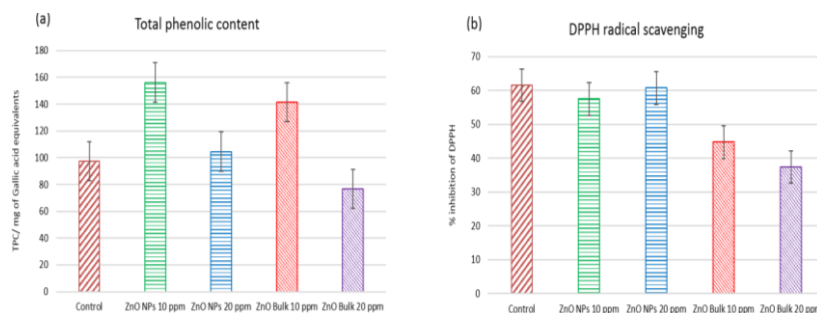 (a)
Total phenolic content
TPC/ mg of Gallic acid equivalents
180
160
140
120
100
80
60
40
20
0
Control
ZnO NPs 10 ppm
ZnO NPs 20 ppm
ZnO Bulk 10 ppm
ZnO Bulk 20 ppm
(b)
DPPH radical scavenging
% inhibition of DPPH
70
60
50
40
30
20
10
0
Control
ZnO NPs 10 ppm
ZnO NPs 20 ppm
ZnO Bulk 10 ppm
ZnO Bulk 20 ppm